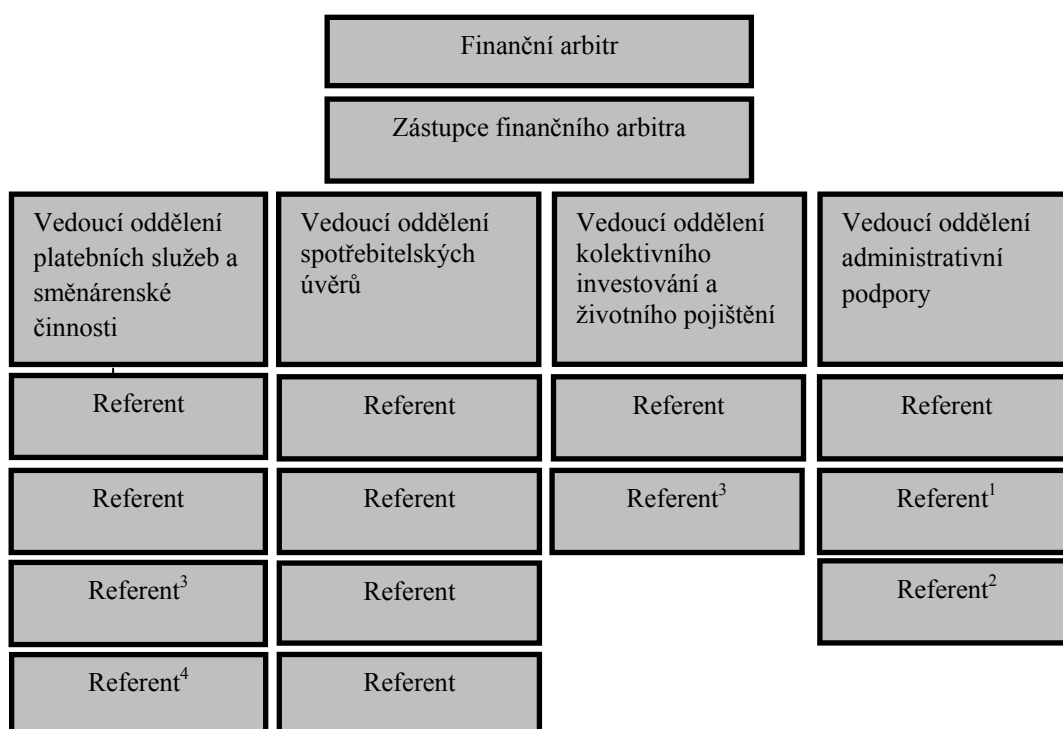 Finanční arbitr
Zástupce finančního arbitra
Vedoucí oddělení
platebních služeb a
směnárenské
činnosti
Vedoucí oddělení
spotřebitelských
úvěrů
Vedoucí oddělení
kolektivního
investování a
životního pojištění
Vedoucí oddělení
administrativní
podpory
Referent
Referent
Referent
Referent
Referent
Referent
Referent³
Referent¹
Referent³
Referent
Referent²
Referent⁴
Referent